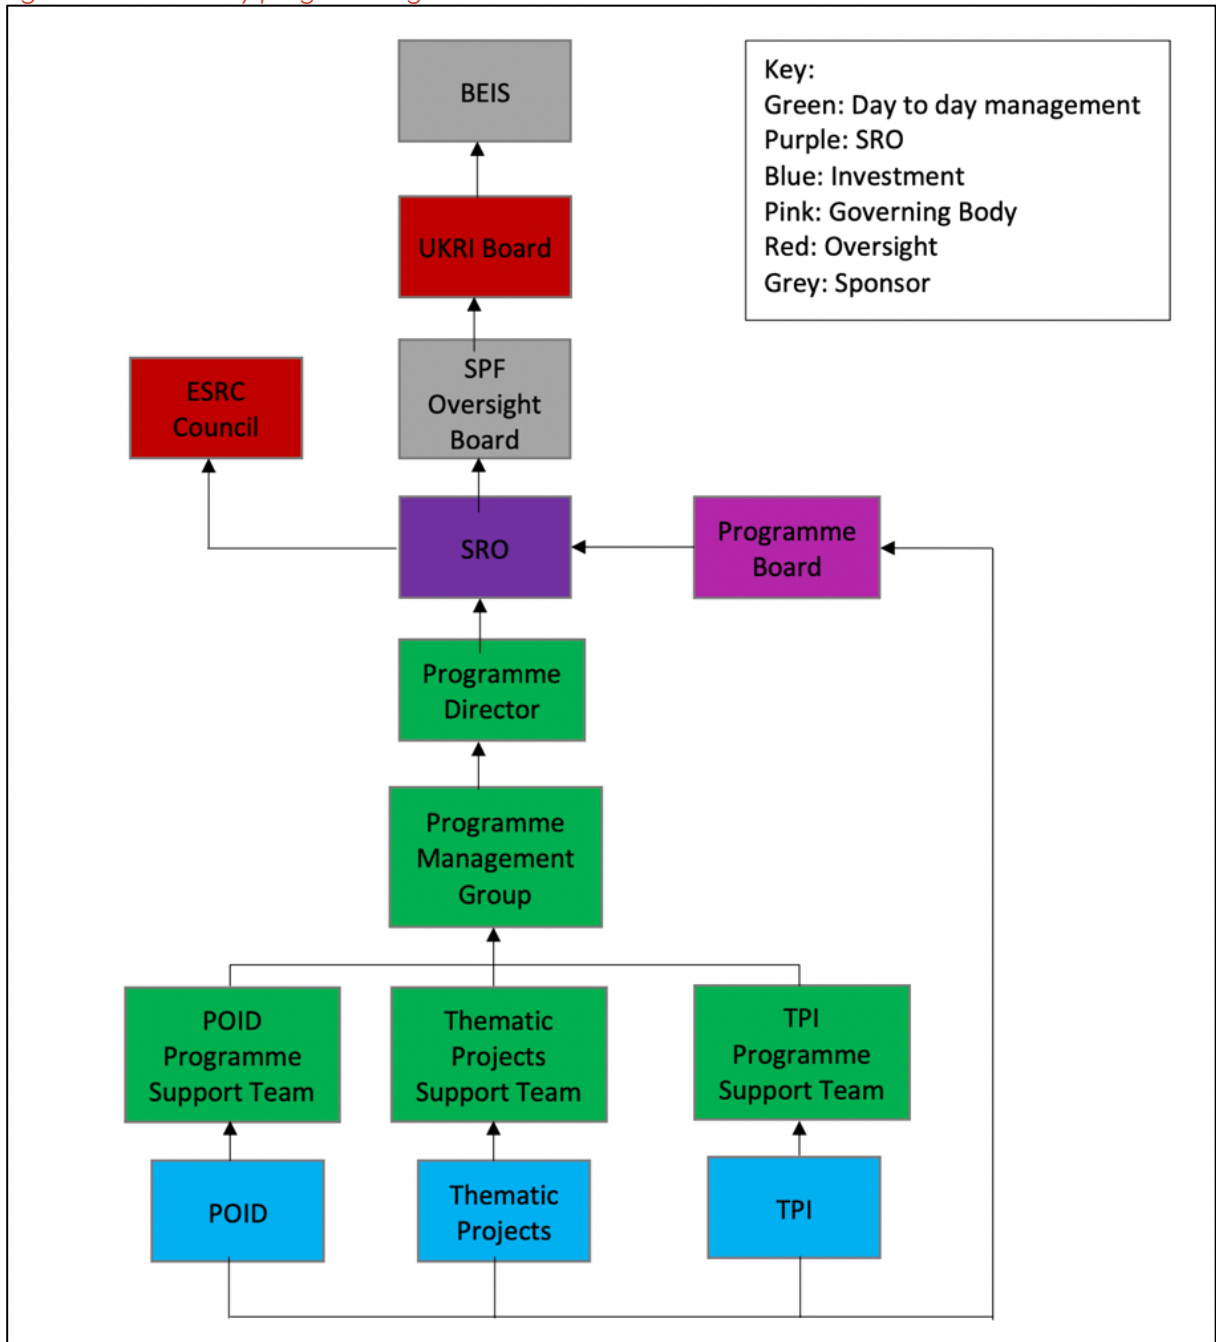 BEIS
Key:
Green: Day to day management
Purple: SRO
Blue: Investment
Pink: Governing Body
Red: Oversight
Grey: Sponsor
UKRI Board
SPF
Oversight
Board
ESRC
Council
SRO
Programme
Board
Programme
Director
Programme
Management
Group
POID
Programme
Support Team
Thematic
Projects
Support Team
TPI
Programme
Support Team
POID
Thematic
Projects
TPI